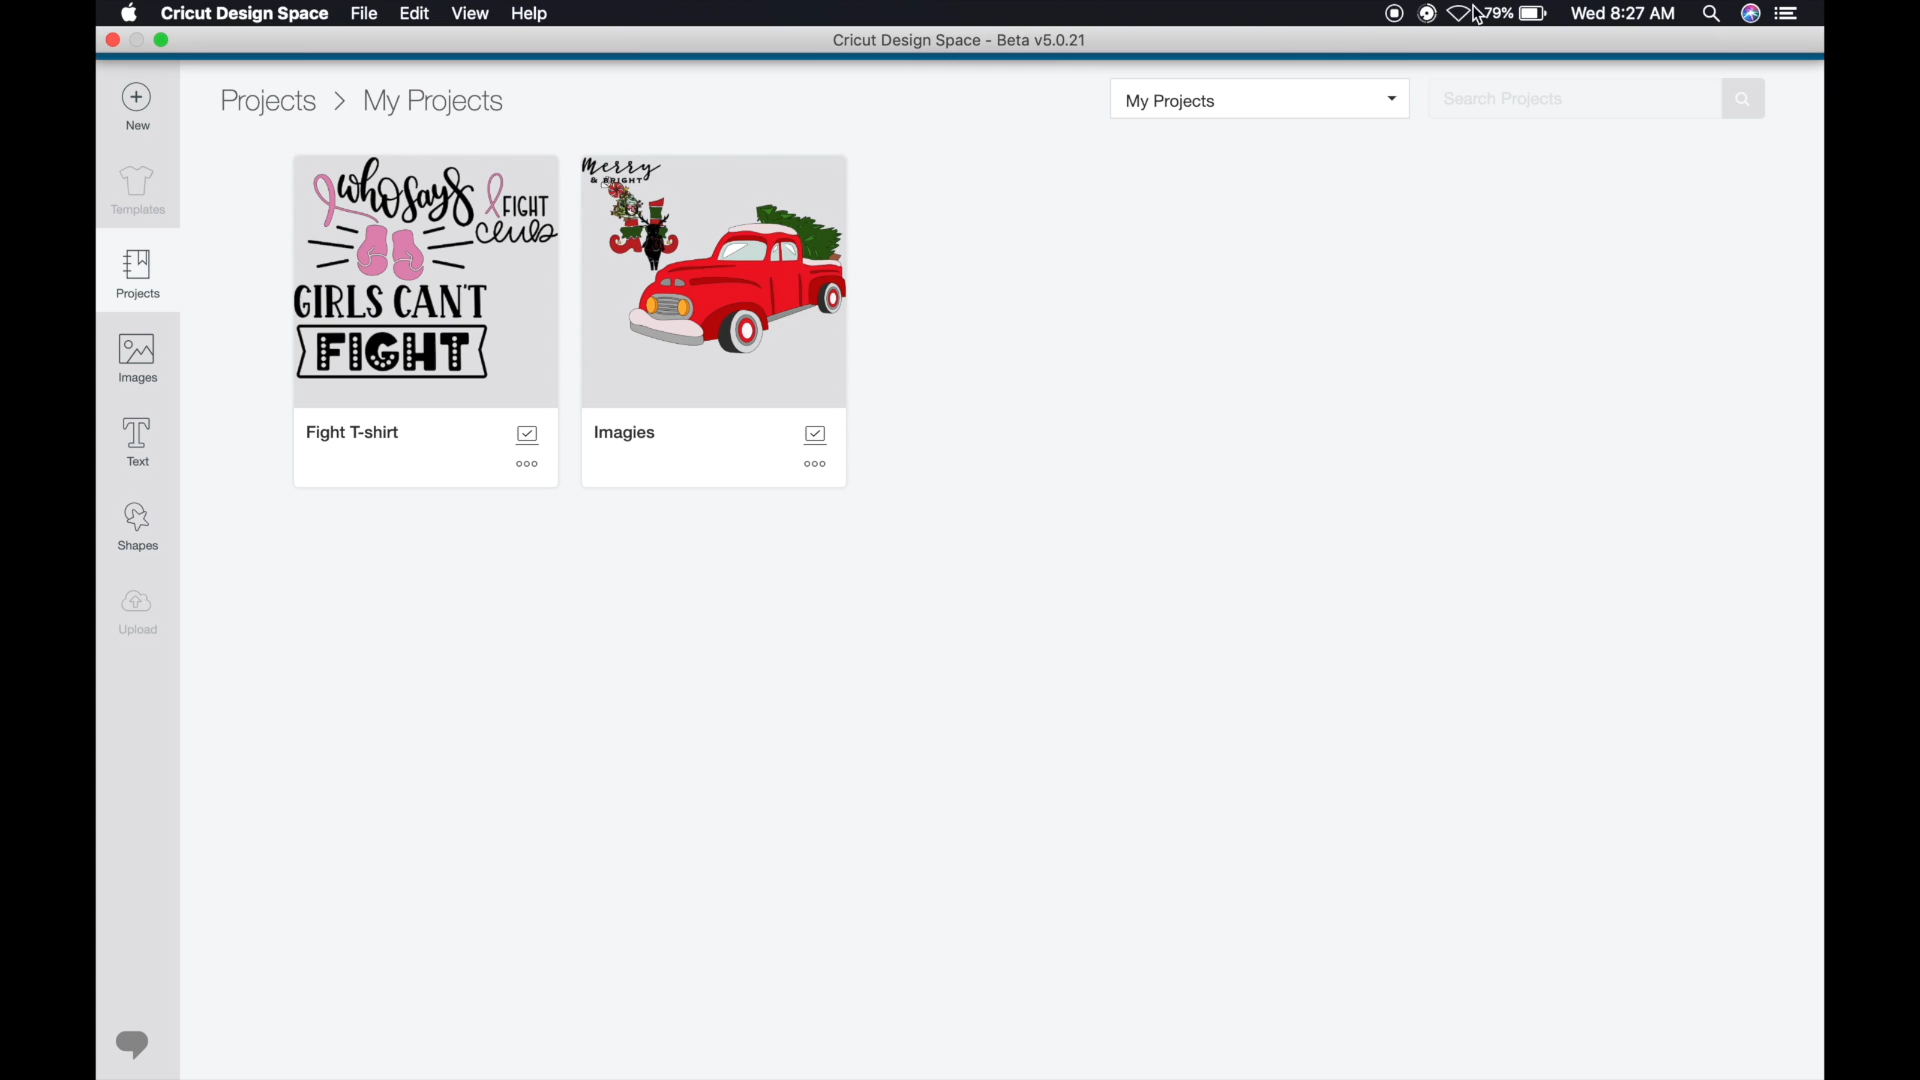 Cricut Design Space File Edit View Help 79% Wed 8:27 AM
Cricut Design Space - Beta v5.0.21
New
Templates
Projects
Images
Text
Shapes
Upload
Projects > My Projects
My Projects
Search Projects
who says
FIGHT
club
GIRLS CAN'T
FIGHT
Fight T-shirt
Merry
& BRIGHT
Imagies